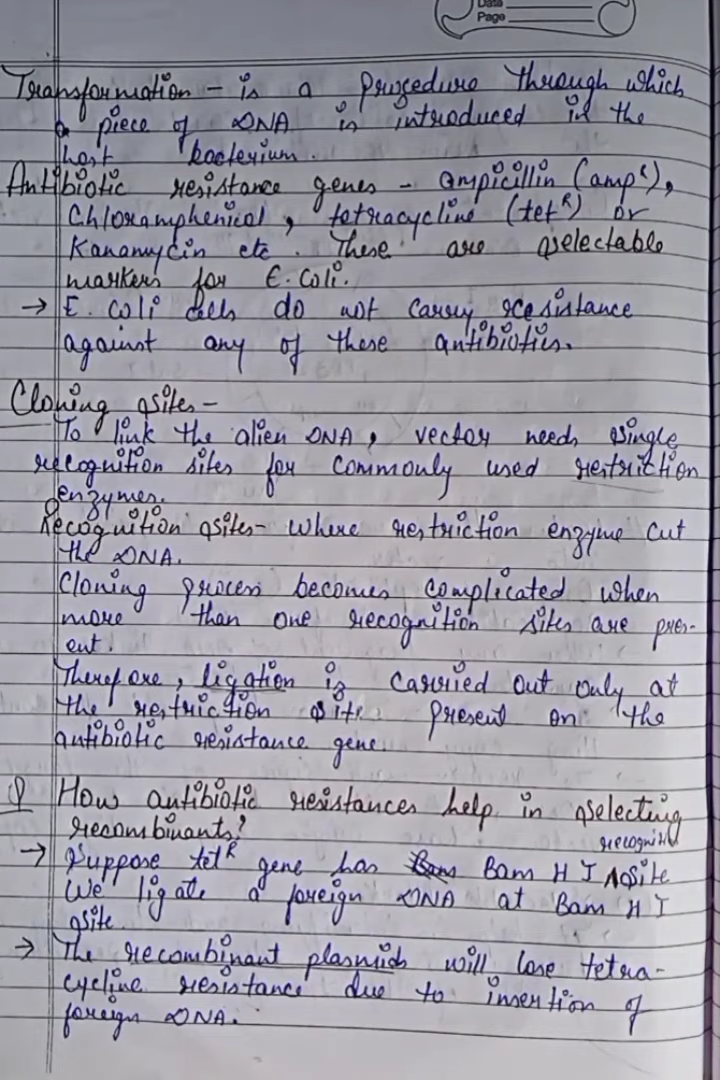 Date
Page
Transformation - is a procedure through which
a piece of DNA is introduced in the
host bacterium.
Antibiotic resistance genes - ampicillin (ampʳ),
Chloramphenical, tetracycline (tetᴿ) or
Kanamycin etc. These are selectable
markers for E. Coli.
→ E. coli cells do not carry resistance
against any of these antibiotics.
Cloning sites -
To link the alien DNA, vector needs single
recognition sites for commonly used restriction
enzymes.
Recognition sites - where restriction enzyme cut
the DNA.
Cloning process becomes complicated when
more than one recognition sites are pres-
ent.
Therefore, ligation is carried out only at
the restriction site present on the
antibiotic resistance gene
Q How antibiotic resistances help in selecting
recombinants?
recognition
→ Suppose tetᴿ gene has Bam Bam H I ∧ site
We ligate a foreign DNA at Bam H I
site.
→ The recombinant plasmids will lose tetra-
cycline resistance due to insertion of
foreign DNA.